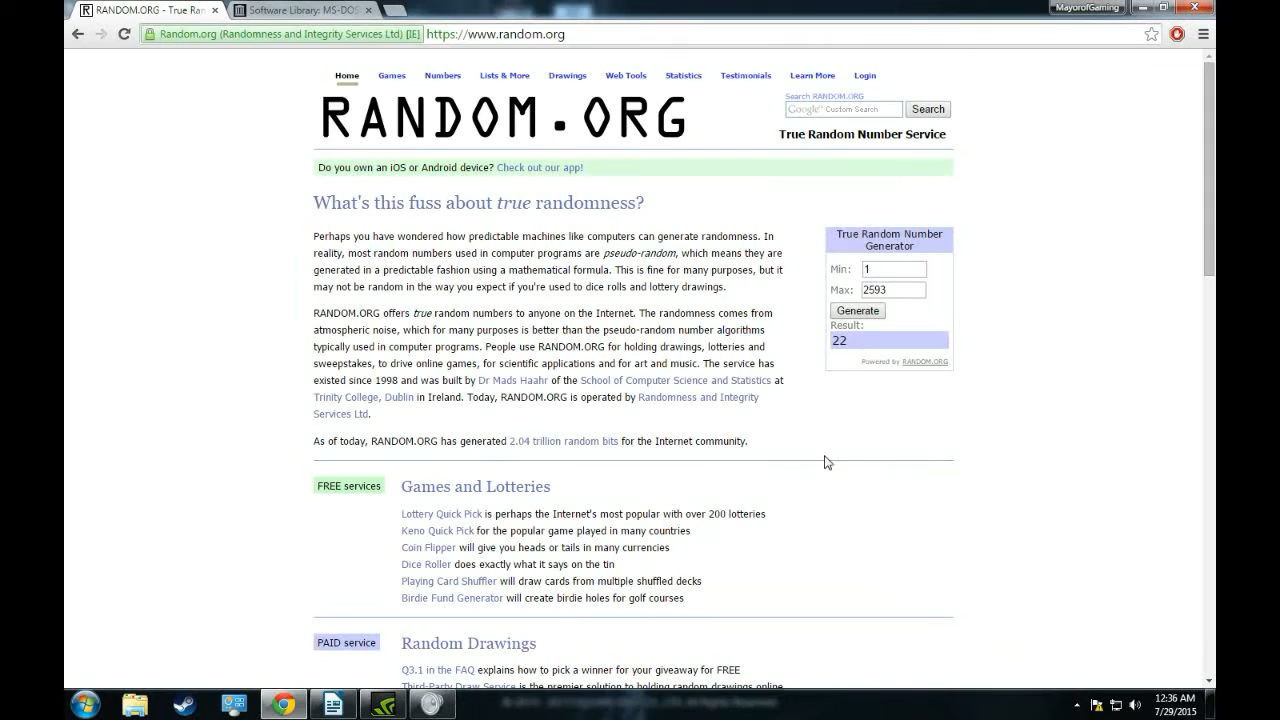 RANDOM.ORG - True Ran
Software Library: MS-DOS
MayorofGaming
Random.org (Randomness and Integrity Services Ltd) [IE]
https://www.random.org
Home Games Numbers Lists & More Drawings Web Tools Statistics Testimonials Learn More Login
RANDOM.ORG
Search RANDOM.ORG
Google™ Custom Search
Search
True Random Number Service
Do you own an iOS or Android device? Check out our app!
What's this fuss about true randomness?
Perhaps you have wondered how predictable machines like computers can generate randomness. In
reality, most random numbers used in computer programs are pseudo-random, which means they are
generated in a predictable fashion using a mathematical formula. This is fine for many purposes, but it
may not be random in the way you expect if you're used to dice rolls and lottery drawings.
RANDOM.ORG offers true random numbers to anyone on the Internet. The randomness comes from
atmospheric noise, which for many purposes is better than the pseudo-random number algorithms
typically used in computer programs. People use RANDOM.ORG for holding drawings, lotteries and
sweepstakes, to drive online games, for scientific applications and for art and music. The service has
existed since 1998 and was built by Dr Mads Haahr of the School of Computer Science and Statistics at
Trinity College, Dublin in Ireland. Today, RANDOM.ORG is operated by Randomness and Integrity
Services Ltd.
As of today, RANDOM.ORG has generated 2.04 trillion random bits for the Internet community.
True Random Number
Generator
Min: 1
Max: 2593
Generate
Result:
22
Powered by RANDOM.ORG
FREE services
Games and Lotteries
Lottery Quick Pick is perhaps the Internet's most popular with over 200 lotteries
Keno Quick Pick for the popular game played in many countries
Coin Flipper will give you heads or tails in many currencies
Dice Roller does exactly what it says on the tin
Playing Card Shuffler will draw cards from multiple shuffled decks
Birdie Fund Generator will create birdie holes for golf courses
PAID service
Random Drawings
Q3.1 in the FAQ explains how to pick a winner for your giveaway for FREE
Third-Party Draw Service is the premier solution to holding random drawings online
12:36 AM
7/29/2015